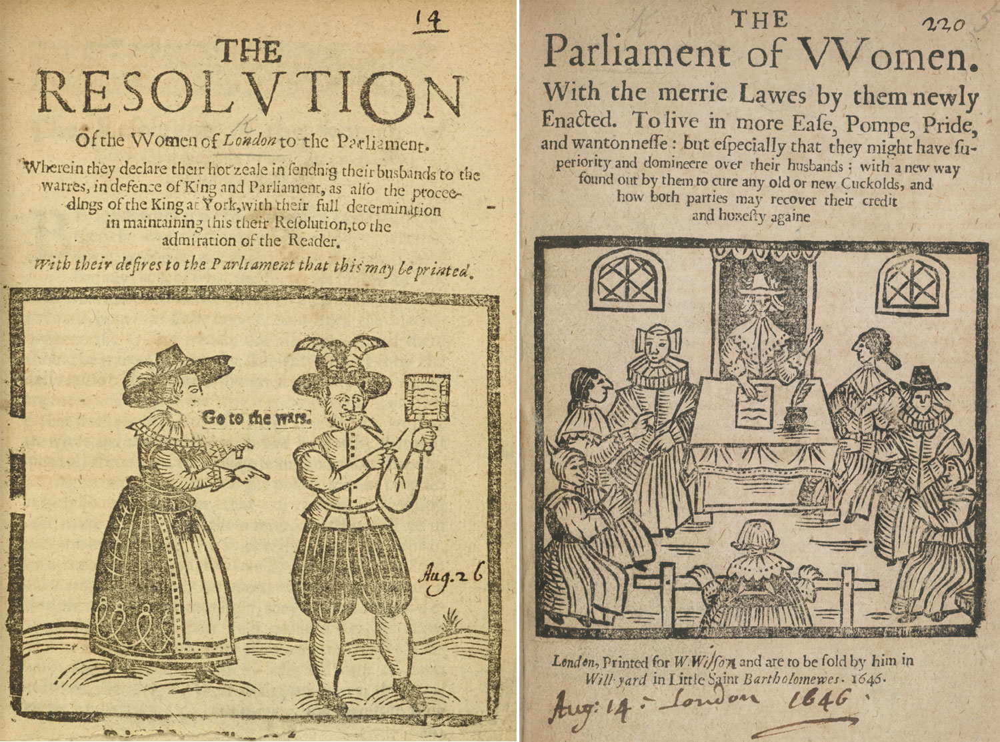 14
THE
RESOLVTION
Of the Women of London to the Parliament.
Wherein they declare their hot zeale in ſendnig their busbands to the
warres, in defence of King and Parliament, as alſo the procee-
dings of the King at York, with their full determination
in maintaining this their Reſolution, to the
admiration of the Reader.
With their deſires to the Parliament that this may be printed.
Go to the wars.
Aug. 26
220
THE
Parliament of VVomen.
With the merrie Lawes by them newly
Enacted. To live in more Eaſe, Pompe, Pride,
and wantonneſſe: but eſpecially that they might have ſu-
periority and domineere over their husbands: with a new way
found out by them to cure any old or new Cuckolds, and
how both parties may recover their credit
and honeſty againe
London, Printed for W. Wilſon and are to be ſold by him in
Will-yard in Little Saint Bartholomewes. 1646.
Aug: 14: London 1646.